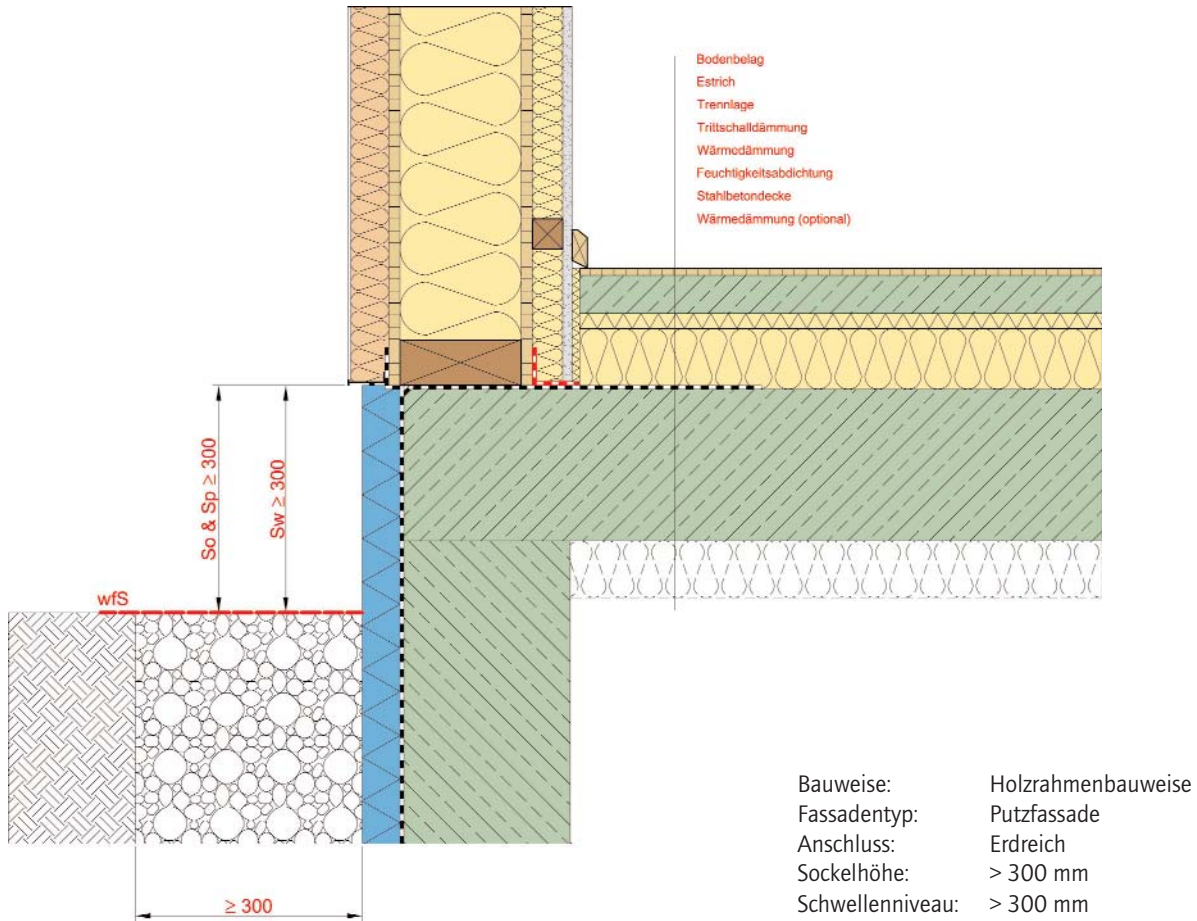 Bodenbelag
Estrich
Trennlage
Trittschalldämmung
Wärmedämmung
Feuchtigkeitsabdichtung
Stahlbetondecke
Wärmedämmung (optional)
So & Sp ≥ 300
Sw ≥ 300
wfS
≥ 300
Bauweise: Holzrahmenbauweise
Fassadentyp: Putzfassade
Anschluss: Erdreich
Sockelhöhe: > 300 mm
Schwellenniveau: > 300 mm